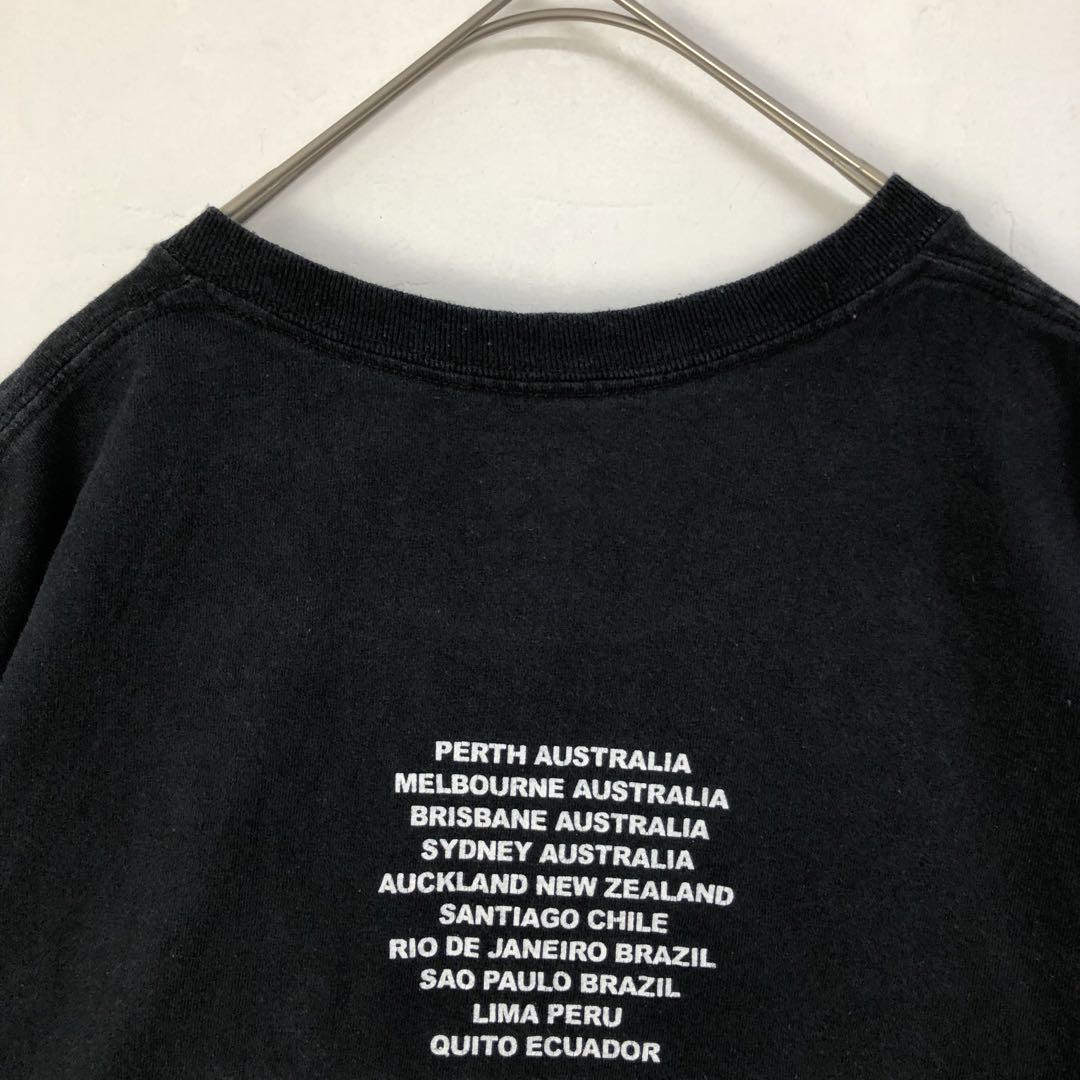 PERTH AUSTRALIA
MELBOURNE AUSTRALIA
BRISBANE AUSTRALIA
SYDNEY AUSTRALIA
AUCKLAND NEW ZEALAND
SANTIAGO CHILE
RIO DE JANEIRO BRAZIL
SAO PAULO BRAZIL
LIMA PERU
QUITO ECUADOR